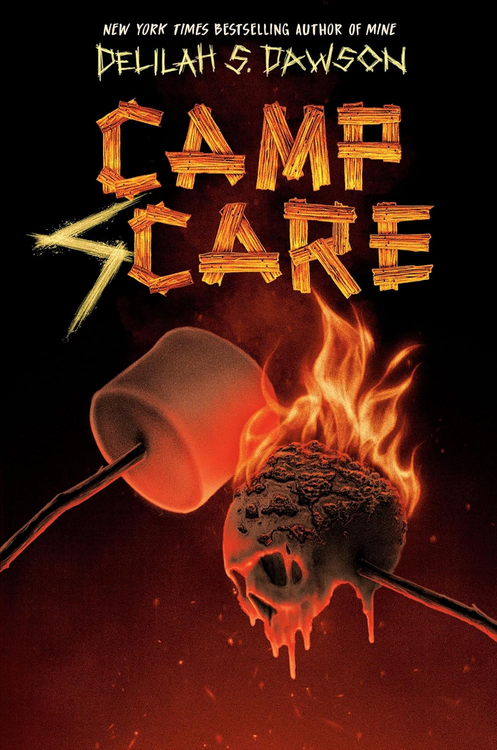 NEW YORK TIMES BESTSELLING AUTHOR OF MINE
DELILAH S. DAWSON
CAMP
SCARE